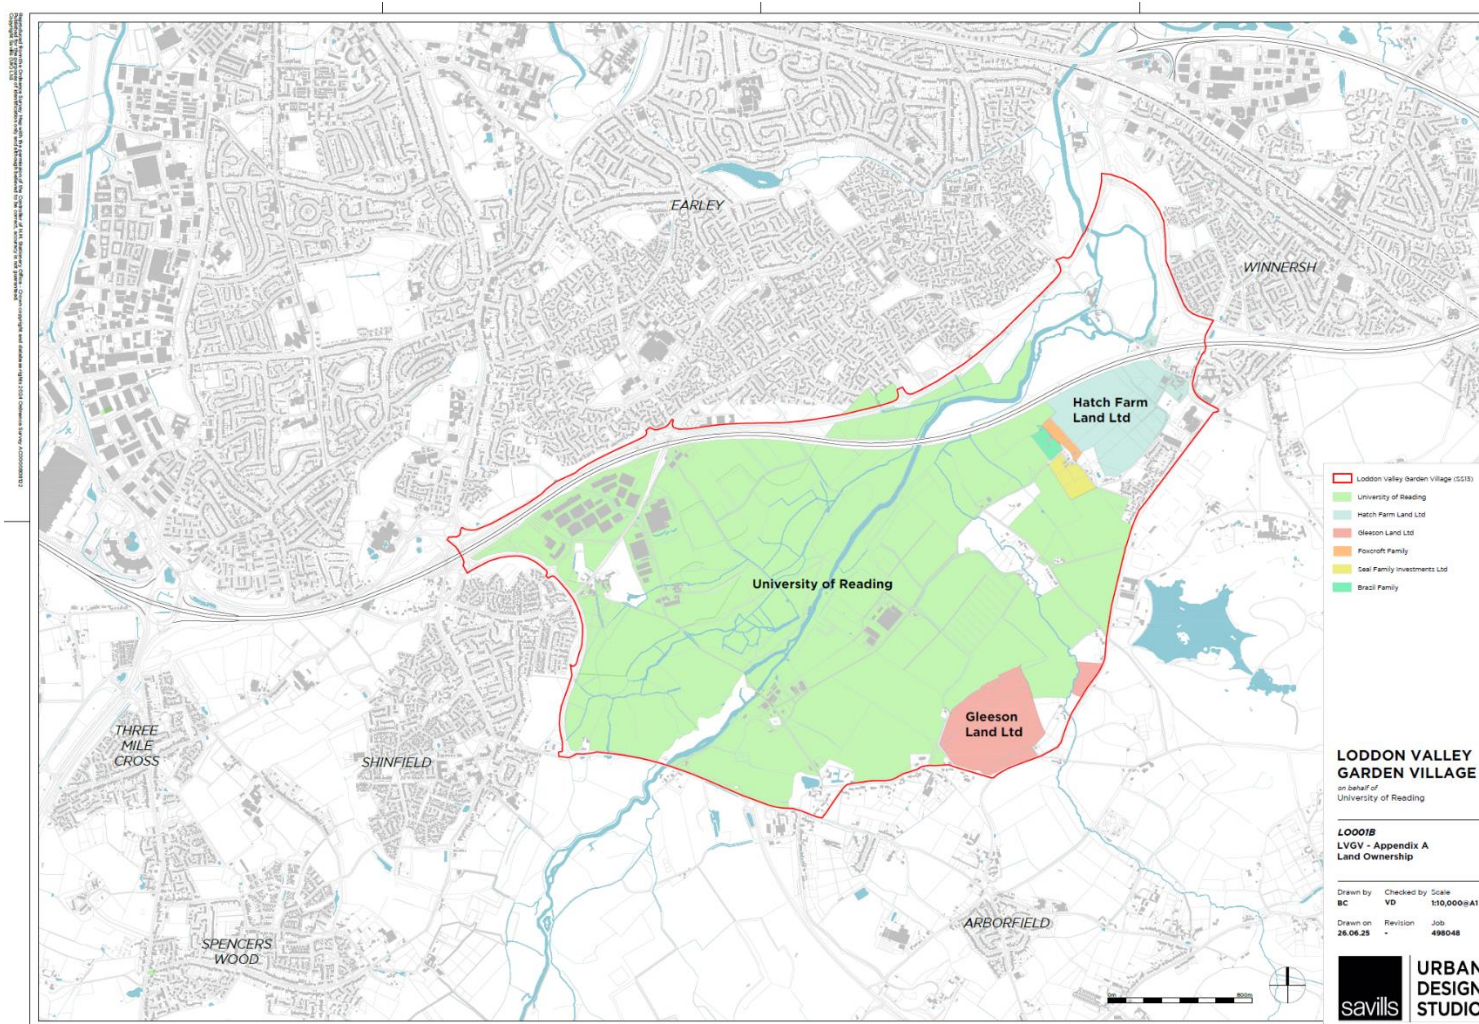 EARLEY
WINNERSH
Hatch Farm
Land Ltd
University of Reading
Gleeson
Land Ltd
THREE
MILE
CROSS
SHINFIELD
SPENCERS
WOOD
ARBORFIELD
Loddon Valley Garden Village (SS13)
University of Reading
Hatch Farm Land Ltd
Gleeson Land Ltd
Foxcroft Family
Seal Family Investments Ltd
Brazil Family
LODDON VALLEY
GARDEN VILLAGE
on behalf of
University of Reading
LO001B
LVGV - Appendix A
Land Ownership
Drawn by Checked by Scale
BC VD 1:10,000@A1
Drawn on Revision Job
26.06.25 - 498048
0m 800m
savills
URBAN
DESIGN
STUDIO